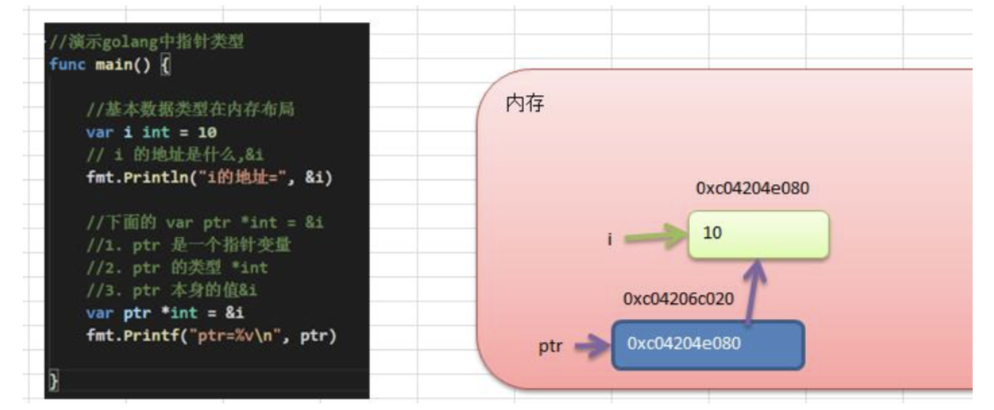 //演示golang中指针类型
func main() {
//基本数据类型在内存布局
var i int = 10
// i 的地址是什么,&i
fmt.Println("i的地址=", &i)
//下面的 var ptr *int = &i
//1. ptr 是一个指针变量
//2. ptr 的类型 *int
//3. ptr 本身的值&i
var ptr *int = &i
fmt.Printf("ptr=%v\n", ptr)
}
内存
0xc04204e080
i
10
0xc04206c020
ptr
0xc04204e080